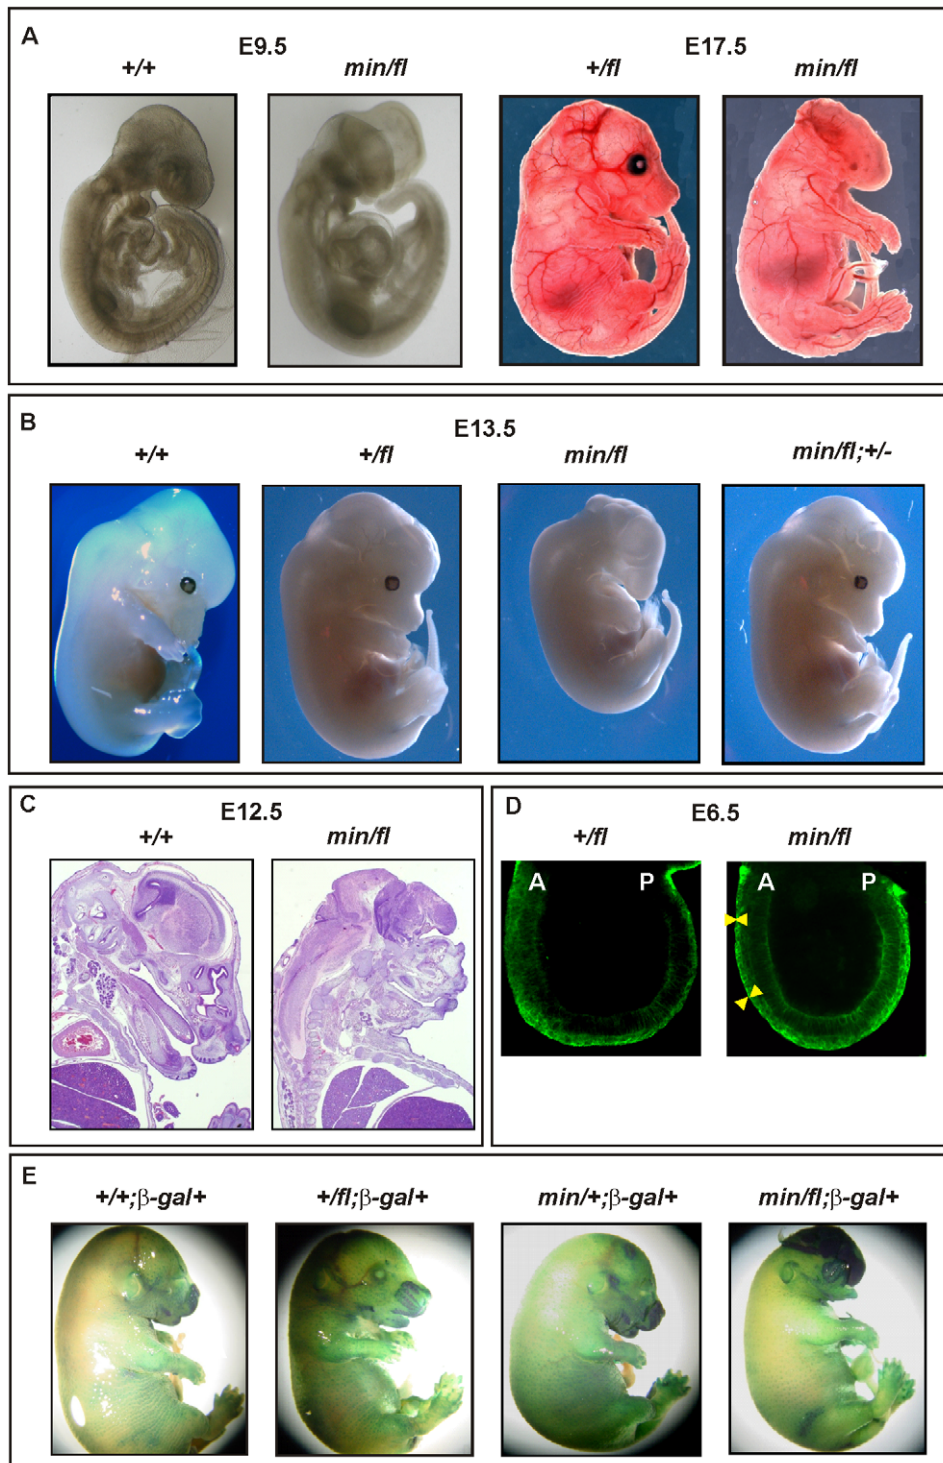 A
E9.5
E17.5
+/+
min/fl
+/fl
min/fl
B
E13.5
+/+
+/fl
min/fl
min/fl;+/-
C
E12.5
+/+
min/fl
D
E6.5
+/fl
min/fl
A P
A P
E
+/+;β-gal+
+/fl;β-gal+
min/+;β-gal+
min/fl;β-gal+